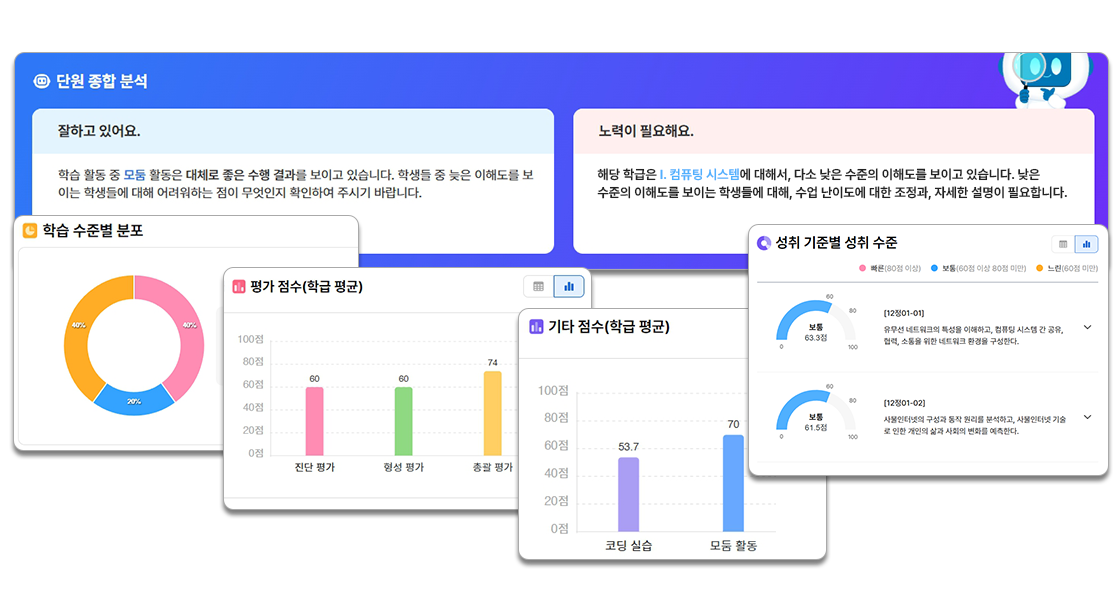 단원 종합 분석
잘하고 있어요.
학습 활동 중 모둠 활동은 대체로 좋은 수행 결과를 보이고 있습니다. 학생들 중 늦은 이해도를 보
이는 학생들에 대해 어려워하는 점이 무엇인지 확인하여 주시기 바랍니다.
노력이 필요해요.
해당 학급은 I. 컴퓨팅 시스템에 대해서, 다소 낮은 수준의 이해도를 보이고 있습니다. 낮은
수준의 이해도를 보이는 학생들에 대해, 수업 난이도에 대한 조정과, 자세한 설명이 필요합니다.
학습 수준별 분포
40%
40%
20%
평가 점수(학급 평균)
100점
80점
60점
40점
20점
0점
60
60
74
진단 평가
형성 평가
총괄 평가
기타 점수(학급 평균)
100점
80점
60점
40점
20점
0점
53.7
70
코딩 실습
모둠 활동
성취 기준별 성취 수준
빠른(80점 이상)
보통(60점 이상 80점 미만)
느린(60점 미만)
60
80
보통
63.3점
0
100
[12정01-01]
유무선 네트워크의 특성을 이해하고, 컴퓨팅 시스템 간 공유,
협력, 소통을 위한 네트워크 환경을 구성한다.
60
80
보통
61.5점
0
100
[12정01-02]
사물인터넷의 구성과 동작 원리를 분석하고, 사물인터넷 기술
로 인한 개인의 삶과 사회의 변화를 예측한다.